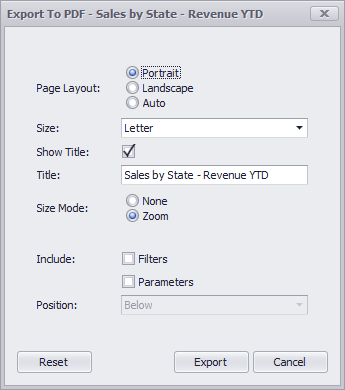 Export To PDF - Sales by State - Revenue YTD
Page Layout:
Portrait
Landscape
Auto
Size: Letter
Show Title:
Title: Sales by State - Revenue YTD
Size Mode:
None
Zoom
Include: Filters
Parameters
Position: Below
Reset Export Cancel